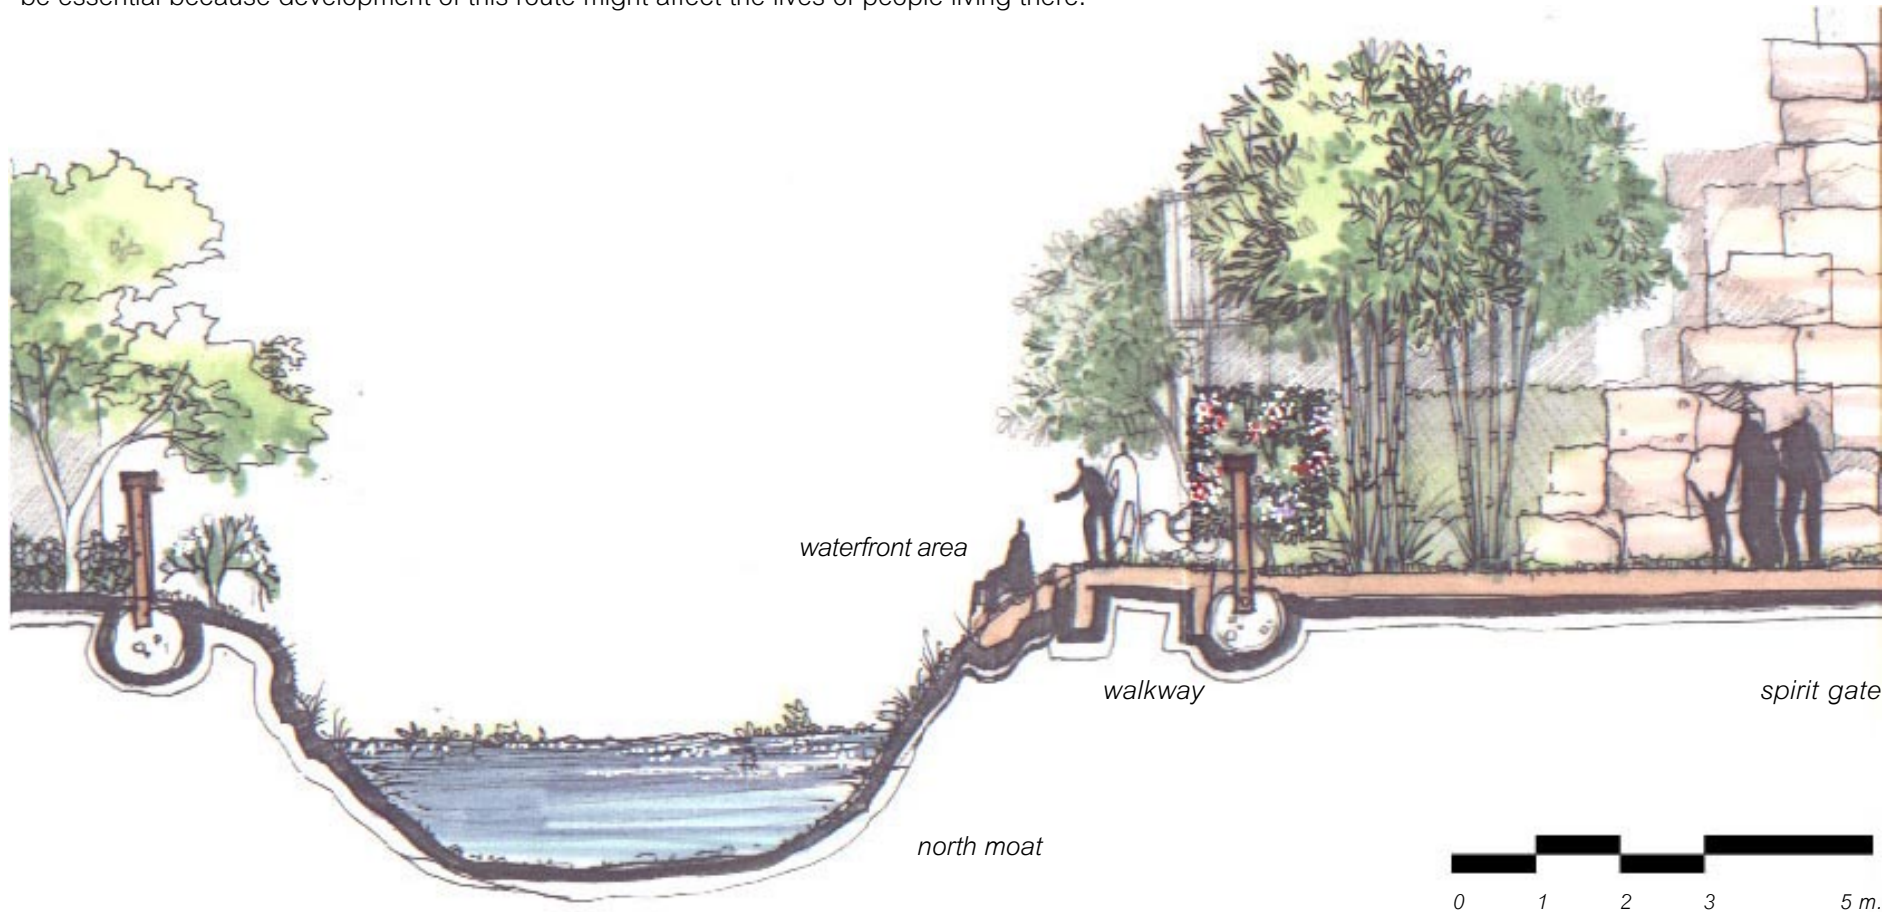 be essential because development of this route might affect the lives of people living there.
waterfront area
walkway
spirit gate
north moat
0 1 2 3 5 m.